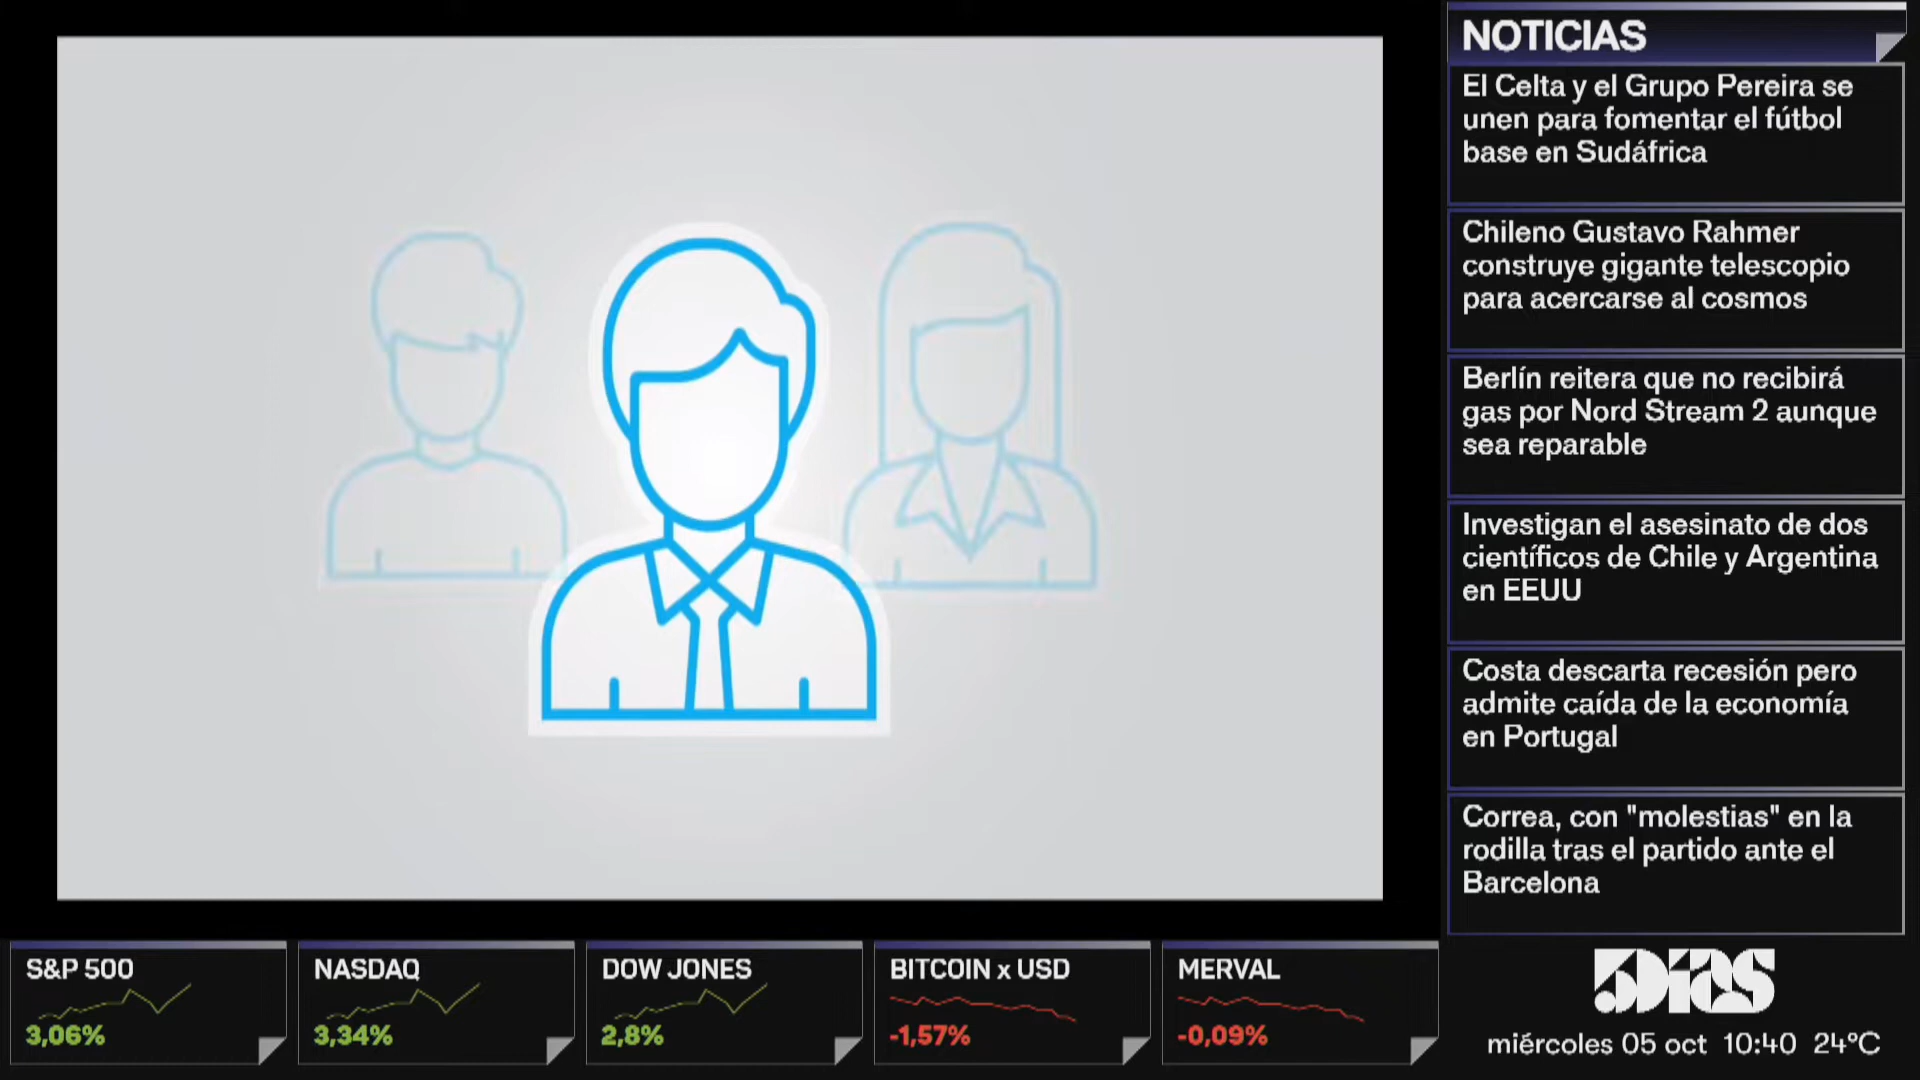 NOTICIAS
El Celta y el Grupo Pereira se
unen para fomentar el fútbol
base en Sudáfrica
Chileno Gustavo Rahmer
construye gigante telescopio
para acercarse al cosmos
Berlín reitera que no recibirá
gas por Nord Stream 2 aunque
sea reparable
Investigan el asesinato de dos
científicos de Chile y Argentina
en EEUU
Costa descarta recesión pero
admite caída de la economía
en Portugal
Correa, con "molestias" en la
rodilla tras el partido ante el
Barcelona
S&P 500
3,06%
NASDAQ
3,34%
DOW JONES
2,8%
BITCOIN x USD
-1,57%
MERVAL
-0,09%
5DIAS
miércoles 05 oct 10:40 24°C